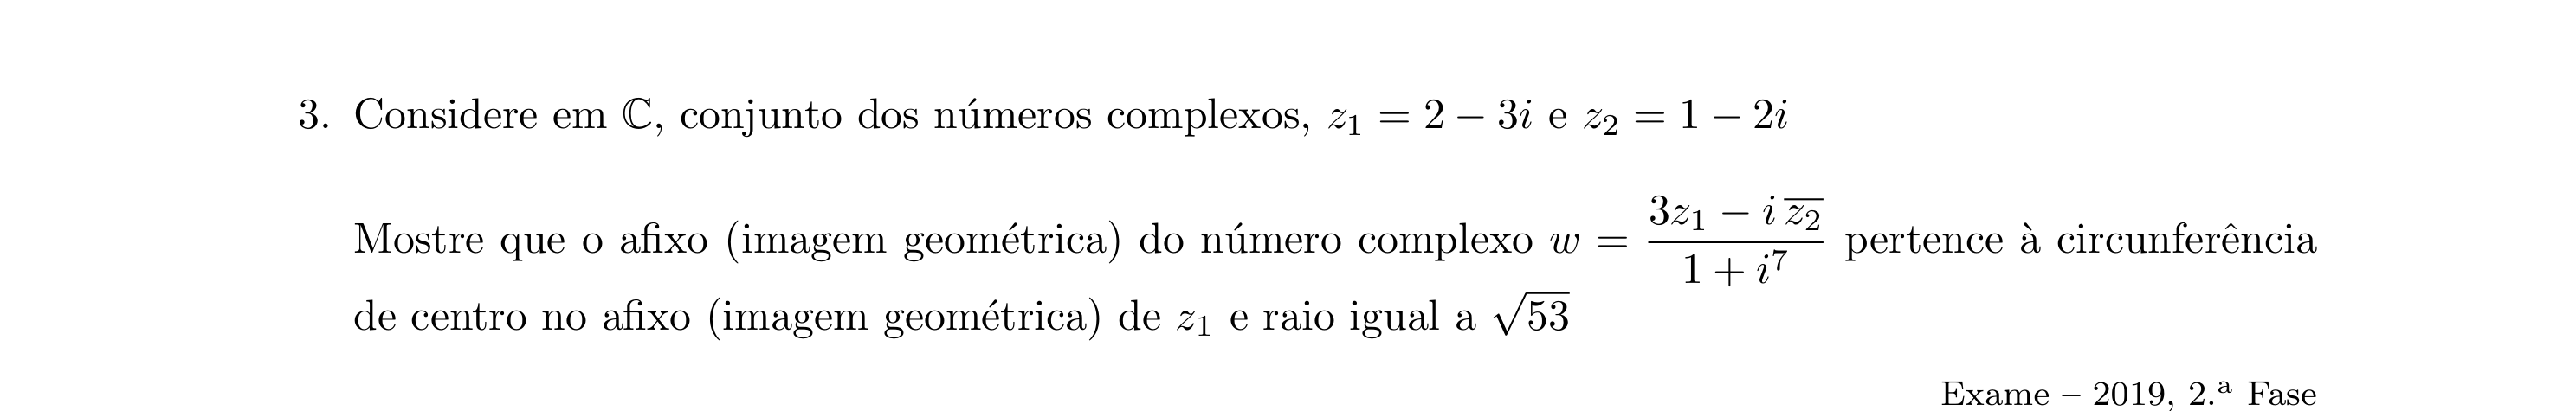 3. Considere em ℂ, conjunto dos números complexos, $z_1 = 2 - 3i$ e $z_2 = 1 - 2i$
Mostre que o afixo (imagem geométrica) do número complexo $w = \dfrac{3z_1 - i\,\overline{z_2}}{1 + i^7}$ pertence à circunferência
de centro no afixo (imagem geométrica) de $z_1$ e raio igual a $\sqrt{53}$
Exame – 2019, 2.ª Fase